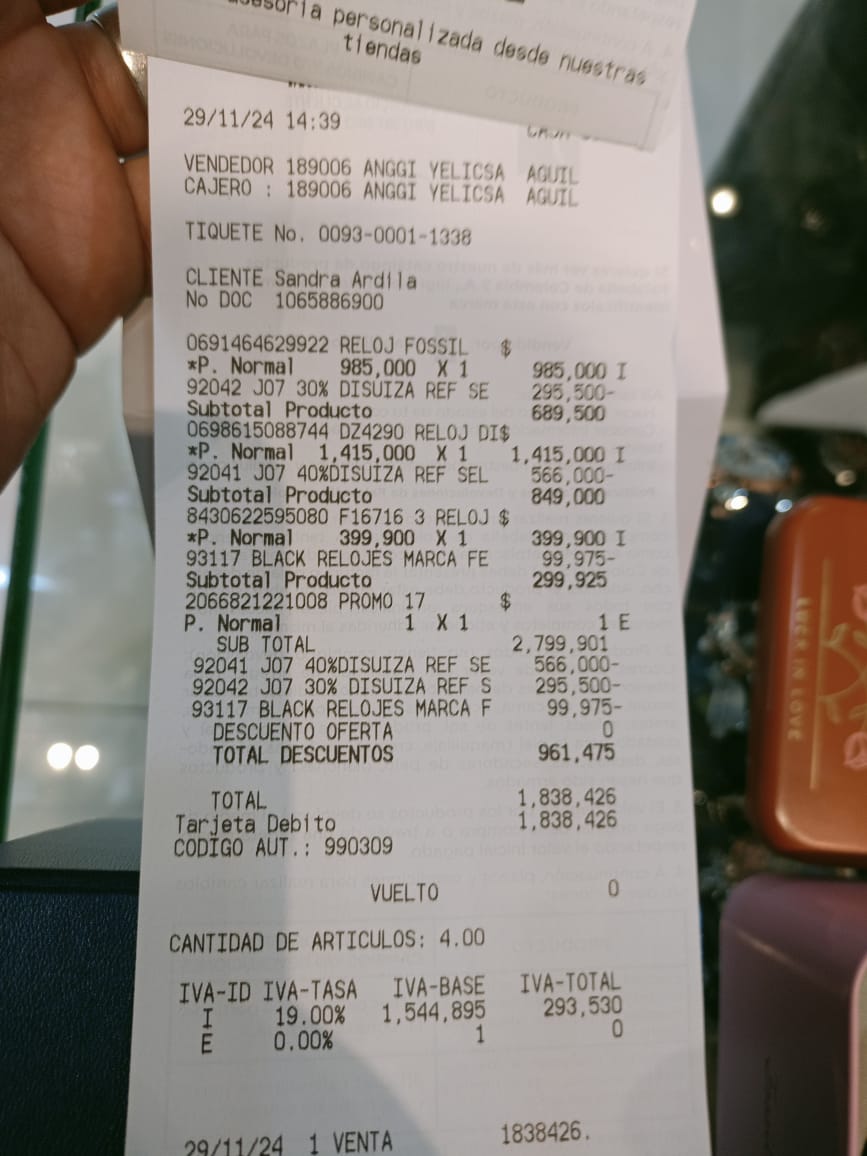 asesoría personalizada desde nuestras
tiendas
29/11/24 14:39
VENDEDOR 189006 ANGGI YELICSA AGUIL
CAJERO : 189006 ANGGI YELICSA AGUIL
TIQUETE No. 0093-0001-1338
CLIENTE Sandra Ardila
No DOC 1065886900
0691464629922 RELOJ FOSSIL $
*P. Normal 985,000 X 1 985,000 I
92042 J07 30% DISUIZA REF SE 295,500-
Subtotal Producto 689,500
0698615088744 DZ4290 RELOJ DI$
*P. Normal 1,415,000 X 1 1,415,000 I
92041 J07 40%DISUIZA REF SEL 566,000-
Subtotal Producto 849,000
8430622595080 F16716 3 RELOJ $
*P. Normal 399,900 X 1 399,900 I
93117 BLACK RELOJES MARCA FE 99,975-
Subtotal Producto 299,925
2066821221008 PROMO 17 $
P. Normal 1 X 1 1 E
SUB TOTAL 2,799,901
92041 J07 40%DISUIZA REF SE 566,000-
92042 J07 30% DISUIZA REF S 295,500-
93117 BLACK RELOJES MARCA F 99,975-
DESCUENTO OFERTA 0
TOTAL DESCUENTOS 961,475
TOTAL 1,838,426
Tarjeta Debito 1,838,426
CODIGO AUT.: 990309
VUELTO 0
CANTIDAD DE ARTICULOS: 4.00
IVA-ID IVA-TASA IVA-BASE IVA-TOTAL
I 19.00% 1,544,895 293,530
E 0.00% 1 0
29/11/24 1 VENTA 1838426.
LUCK IN LOVE